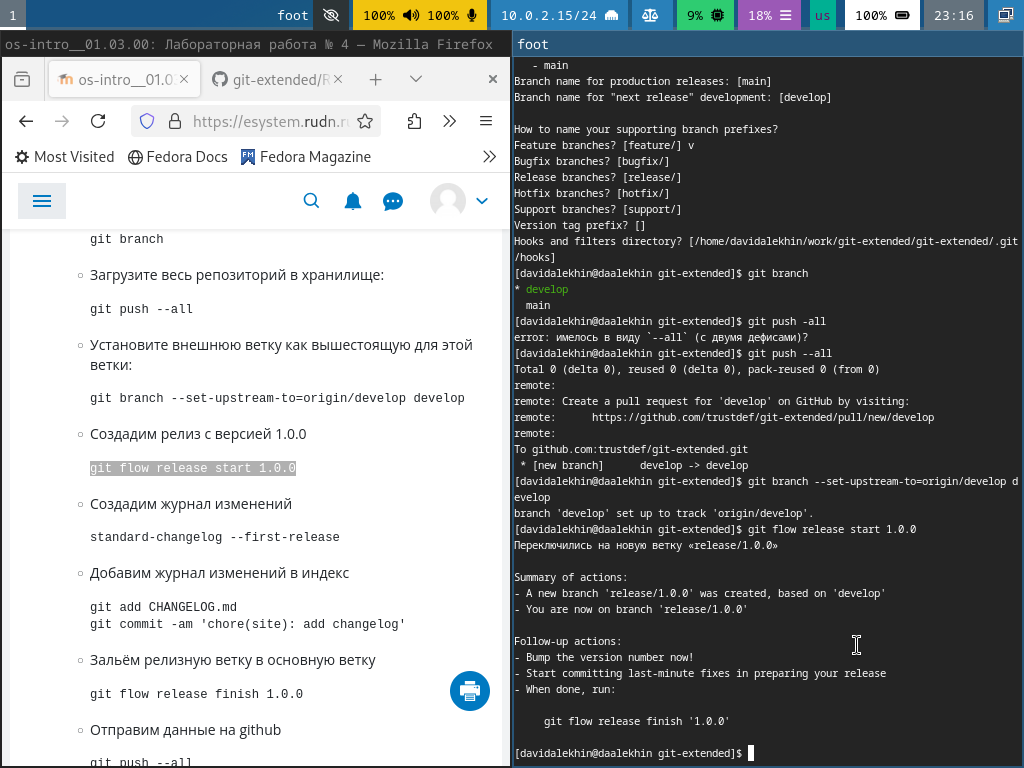 1
foot
100%
100%
10.0.2.15/24
9%
18%
us
100%
23:16
os-intro__01.03.00: Лабораторная работа № 4 — Mozilla Firefox
os-intro__01.0
git-extended/R
https://esystem.rudn.r
Most Visited
Fedora Docs
Fedora Magazine
git branch
Загрузите весь репозиторий в хранилище:
git push --all
Установите внешнюю ветку как вышестоящую для этой
ветки:
git branch --set-upstream-to=origin/develop develop
Создадим релиз с версией 1.0.0
git flow release start 1.0.0
Создадим журнал изменений
standard-changelog --first-release
Добавим журнал изменений в индекс
git add CHANGELOG.md
git commit -am 'chore(site): add changelog'
Зальём релизную ветку в основную ветку
git flow release finish 1.0.0
Отправим данные на github
git push --all
foot
- main
Branch name for production releases: [main]
Branch name for "next release" development: [develop]
How to name your supporting branch prefixes?
Feature branches? [feature/] v
Bugfix branches? [bugfix/]
Release branches? [release/]
Hotfix branches? [hotfix/]
Support branches? [support/]
Version tag prefix? []
Hooks and filters directory? [/home/davidalekhin/work/git-extended/git-extended/.git
/hooks]
[davidalekhin@daalekhin git-extended]$ git branch
* develop
main
[davidalekhin@daalekhin git-extended]$ git push -all
error: имелось в виду `--all` (с двумя дефисами)?
[davidalekhin@daalekhin git-extended]$ git push --all
Total 0 (delta 0), reused 0 (delta 0), pack-reused 0 (from 0)
remote:
remote: Create a pull request for 'develop' on GitHub by visiting:
remote:      https://github.com/trustdef/git-extended/pull/new/develop
remote:
To github.com:trustdef/git-extended.git
* [new branch]      develop -> develop
[davidalekhin@daalekhin git-extended]$ git branch --set-upstream-to=origin/develop d
evelop
branch 'develop' set up to track 'origin/develop'.
[davidalekhin@daalekhin git-extended]$ git flow release start 1.0.0
Переключились на новую ветку «release/1.0.0»
Summary of actions:
- A new branch 'release/1.0.0' was created, based on 'develop'
- You are now on branch 'release/1.0.0'
Follow-up actions:
- Bump the version number now!
- Start committing last-minute fixes in preparing your release
- When done, run:
git flow release finish '1.0.0'
[davidalekhin@daalekhin git-extended]$